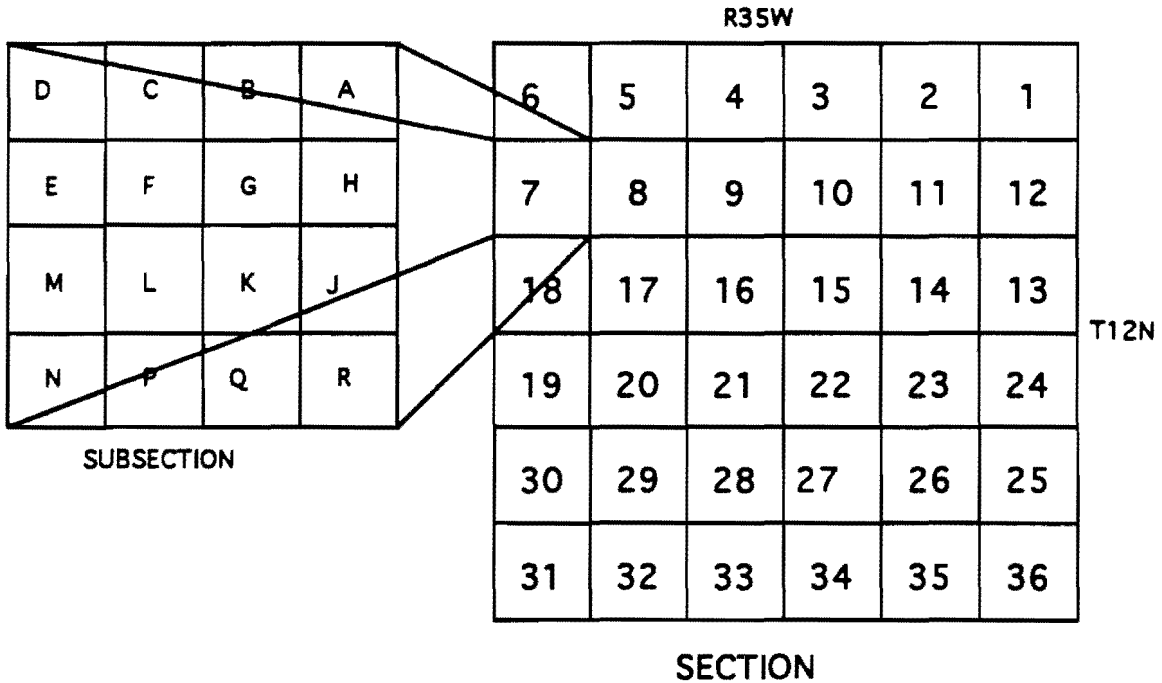 R35W
D C B A
E F G H
M L K J
N P Q R
SUBSECTION
6 5 4 3 2 1
7 8 9 10 11 12
18 17 16 15 14 13
T12N
19 20 21 22 23 24
30 29 28 27 26 25
31 32 33 34 35 36
SECTION